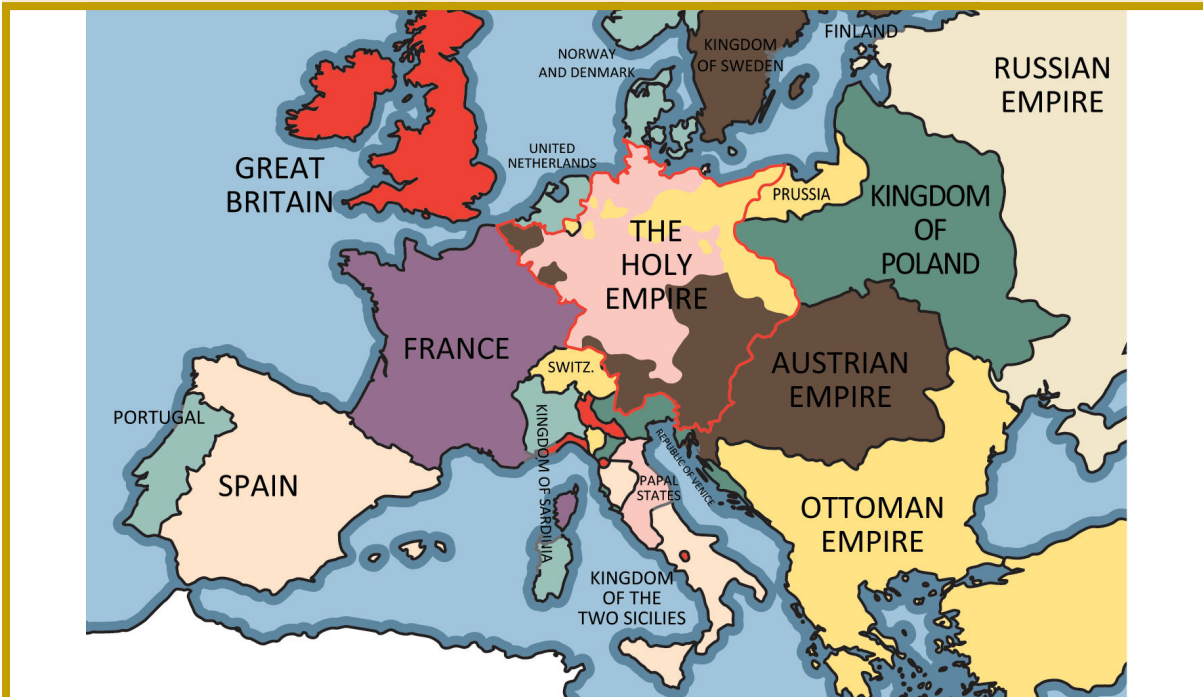 NORWAY
AND DENMARK
KINGDOM
OF SWEDEN
FINLAND
RUSSIAN
EMPIRE
GREAT
BRITAIN
UNITED
NETHERLANDS
PRUSSIA
KINGDOM
OF
POLAND
THE
HOLY
EMPIRE
FRANCE
SWITZ.
AUSTRIAN
EMPIRE
PORTUGAL
SPAIN
KINGDOM OF SARDINIA
REPUBLIC OF VENICE
PAPAL
STATES
OTTOMAN
EMPIRE
KINGDOM
OF THE
TWO SICILIES